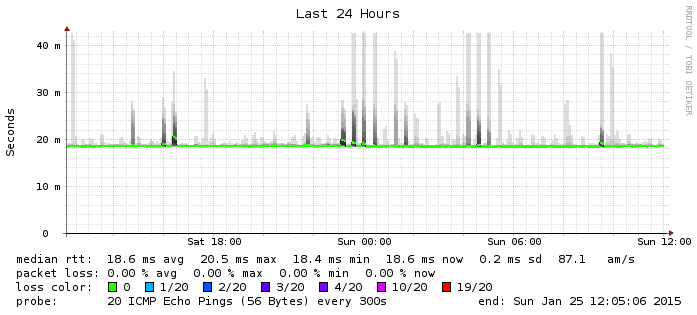 Last 24 Hours
RRDTOOL / TOBI OETIKER
Seconds
40 m
30 m
20 m
10 m
0
Sat 18:00 Sun 00:00 Sun 06:00 Sun 12:00
median rtt: 18.6 ms avg 20.5 ms max 18.4 ms min 18.6 ms now 0.2 ms sd 87.1 am/s
packet loss: 0.00 % avg 0.00 % max 0.00 % min 0.00 % now
loss color: 0 1/20 2/20 3/20 4/20 10/20 19/20
probe: 20 ICMP Echo Pings (56 Bytes) every 300s end: Sun Jan 25 12:05:06 2015